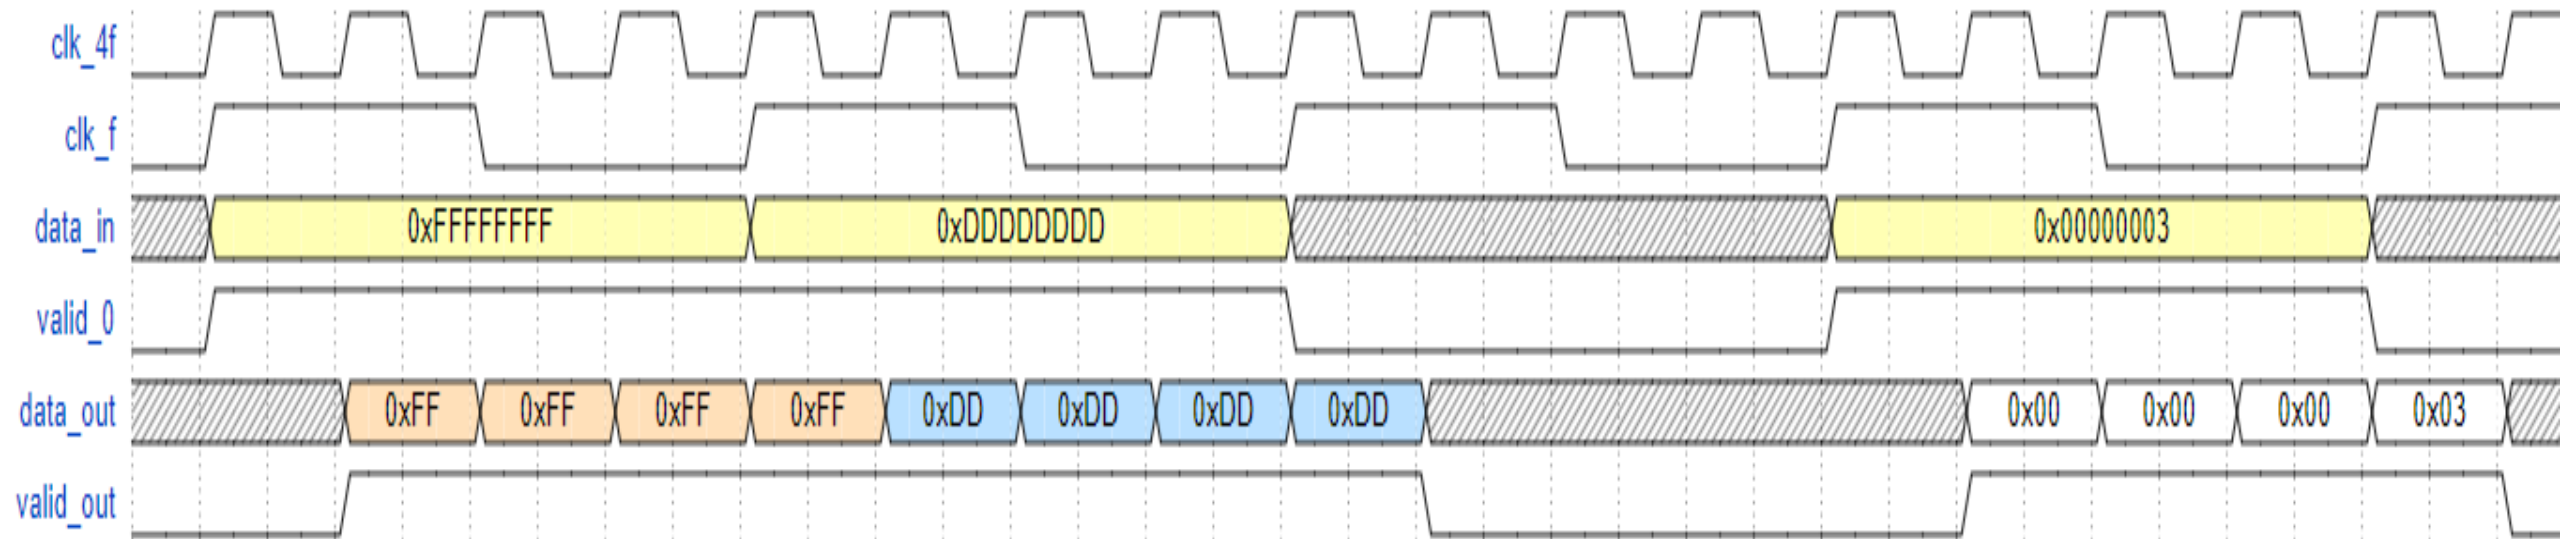 clk_4f
clk_f
data_in 0xFFFFFFFF 0xDDDDDDDD 0x00000003
valid_0
data_out 0xFF 0xFF 0xFF 0xFF 0xDD 0xDD 0xDD 0xDD 0x00 0x00 0x00 0x03
valid_out